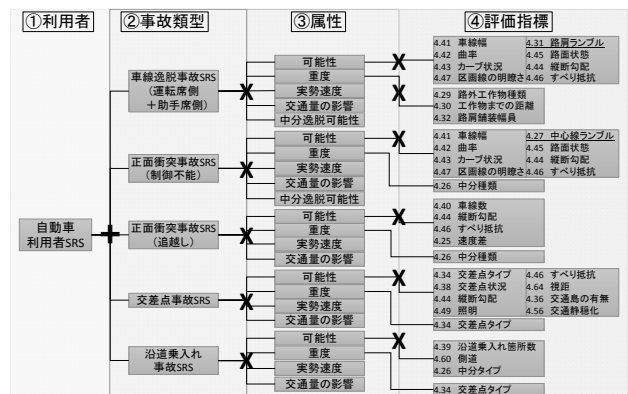 ①利用者
②事故類型
③属性
④評価指標
自動車
利用者SRS
+
車線逸脱事故SRS
(運転席側
+助手席側)
X
可能性
重度
実勢速度
交通量の影響
中分逸脱可能性
X
4.41 車線幅 4.31 路肩ランブル
4.42 曲率 4.45 路面状態
4.43 カーブ状況 4.44 縦断勾配
4.47 区画線の明瞭さ 4.46 すべり抵抗
4.29 路外工作物種類
4.30 工作物までの距離
4.32 路肩舗装幅員
正面衝突事故SRS
(制御不能)
X
可能性
重度
実勢速度
交通量の影響
中分逸脱可能性
X
4.41 車線幅 4.27 中心線ランブル
4.42 曲率 4.45 路面状態
4.43 カーブ状況 4.44 縦断勾配
4.47 区画線の明瞭さ 4.46 すべり抵抗
4.26 中分種類
正面衝突事故SRS
(追越し)
X
可能性
重度
実勢速度
交通量の影響
X
4.40 車線数
4.44 縦断勾配
4.46 すべり抵抗
4.25 速度差
4.26 中分種類
交差点事故SRS
X
可能性
重度
実勢速度
交通量の影響
X
4.34 交差点タイプ 4.46 すべり抵抗
4.38 交差点状況 4.64 視距
4.44 縦断勾配 4.36 交通島の有無
4.49 照明 4.56 交通静穏化
4.34 交差点タイプ
沿道乗入れ
事故SRS
X
可能性
重度
実勢速度
交通量の影響
X
4.39 沿道乗入れ箇所数
4.60 側道
4.26 中分タイプ
4.34 交差点タイプ